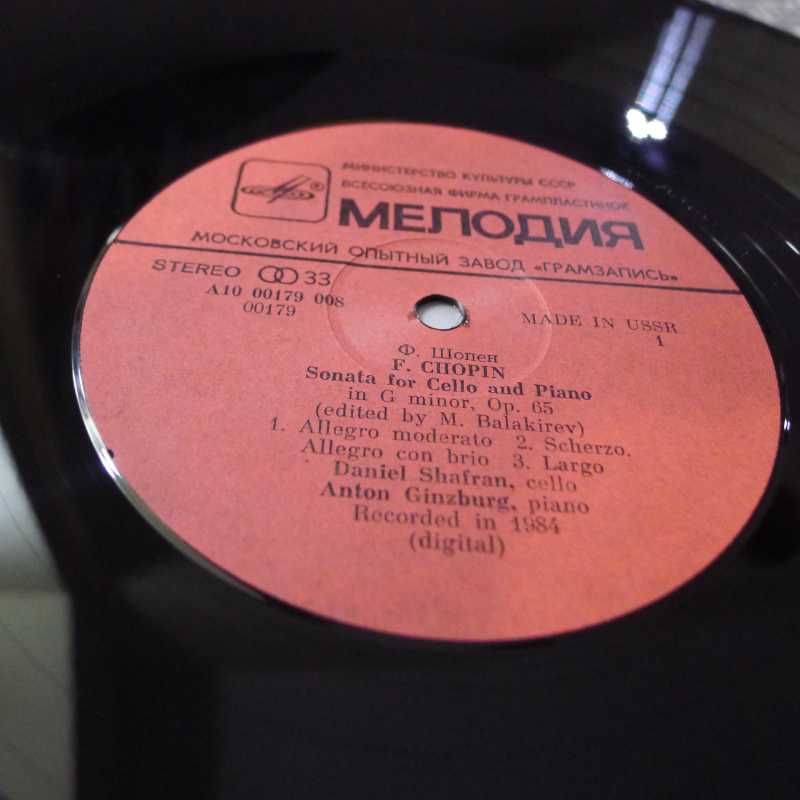 МИНИСТЕРСТВО КУЛЬТУРЫ СССР
ВСЕСОЮЗНАЯ ФИРМА ГРАМПЛАСТИНОК
МЕЛОДИЯ
МОСКОВСКИЙ ОПЫТНЫЙ ЗАВОД «ГРАМЗАПИСЬ»
STEREO 33
A10 00179 008
00179
MADE IN USSR
1
Ф. Шопен
F. CHOPIN
Sonata for Cello and Piano
in G minor, Op. 65
(edited by M. Balakirev)
1. Allegro moderato 2. Scherzo.
Allegro con brio 3. Largo
Daniel Shafran, cello
Anton Ginzburg, piano
Recorded in 1984
(digital)